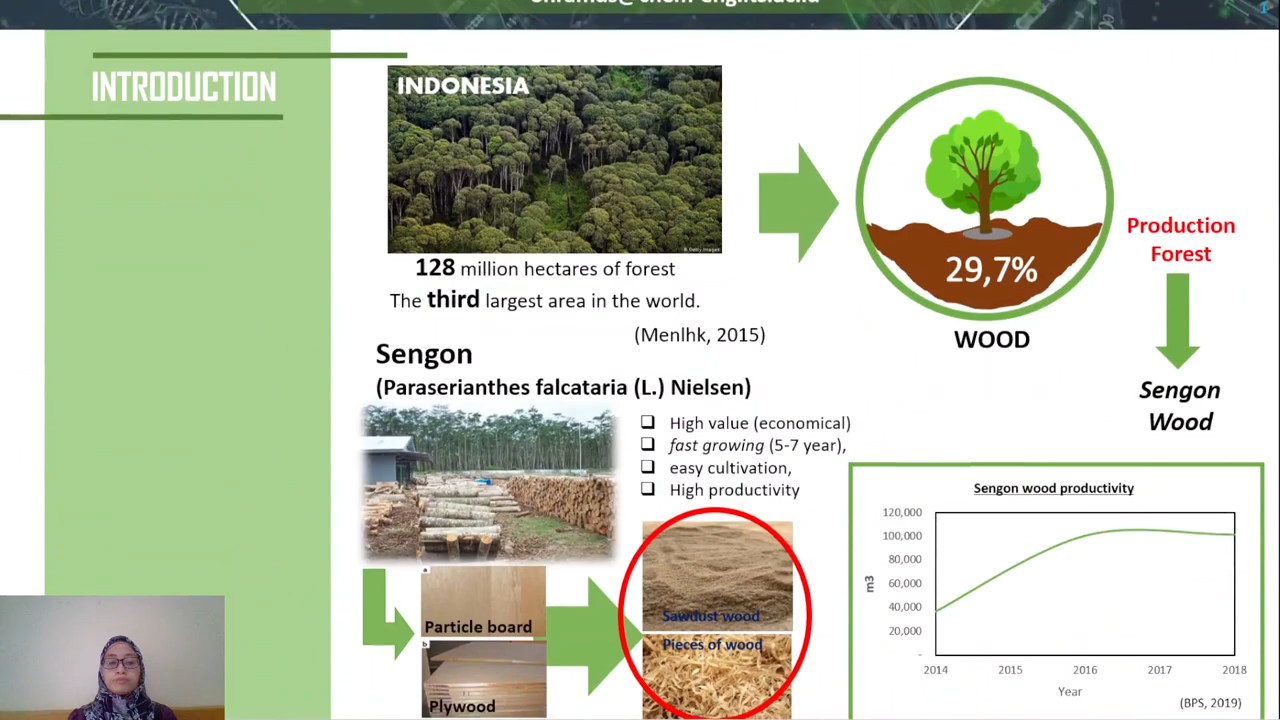 INTRODUCTION
INDONESIA
128 million hectares of forest
The third largest area in the world.
(Menlhk, 2015)
29,7%
WOOD
Production
Forest
Sengon
Wood
Sengon
(Paraserianthes falcataria (L.) Nielsen)
High value (economical)
fast growing (5-7 year),
easy cultivation,
High productivity
a
Particle board
b
Plywood
Sawdust wood
Pieces of wood
Sengon wood productivity
120,000
100,000
80,000
60,000
40,000
20,000
-
m3
2014 2015 2016 2017 2018
Year
(BPS, 2019)